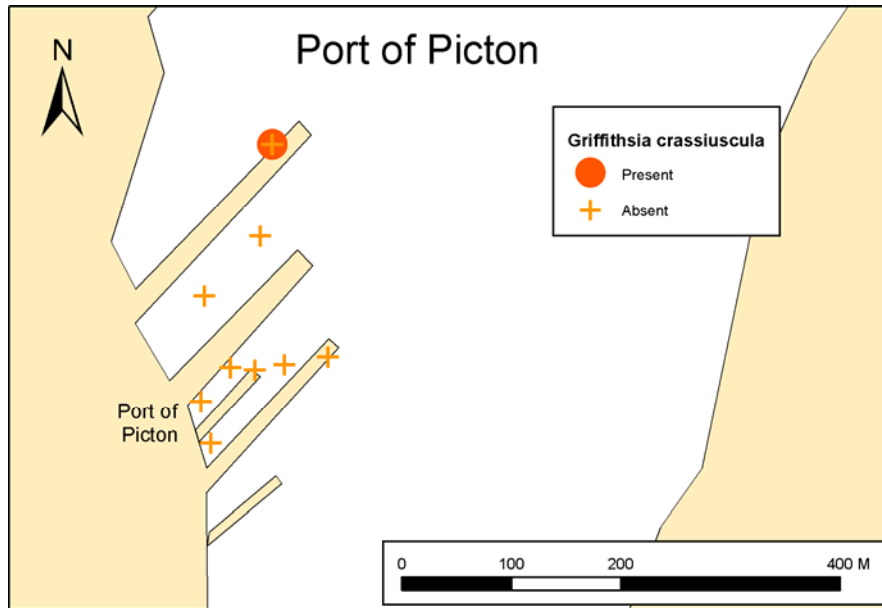 Port of Picton
N
Griffithsia crassiuscula
Present
Absent
Port of
Picton
0 100 200 400 M